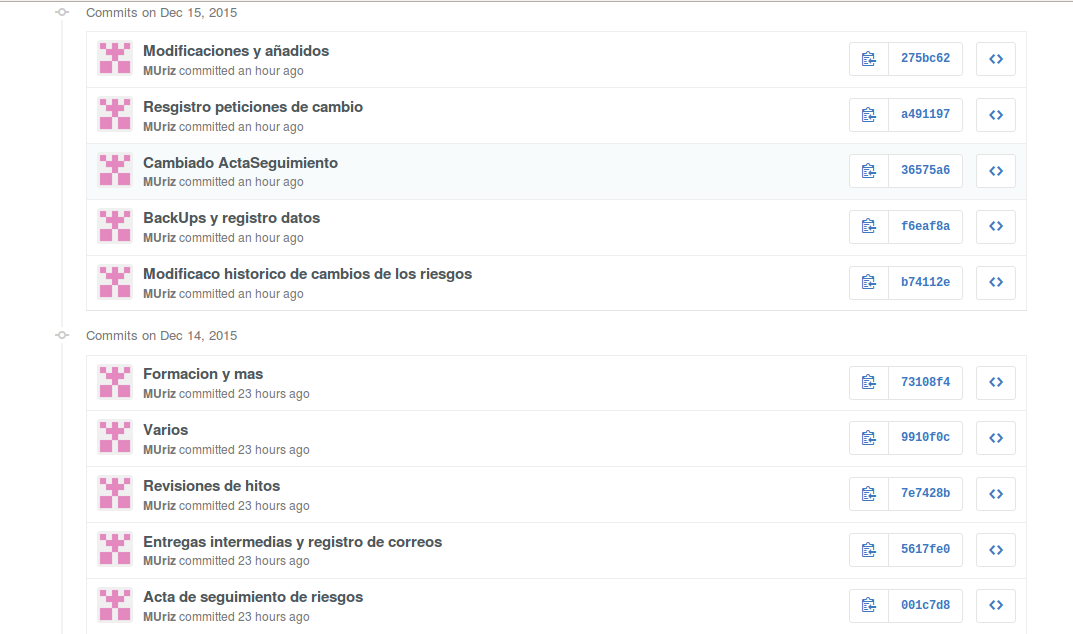 Commits on Dec 15, 2015
Modificaciones y añadidos
MUriz committed an hour ago
275bc62
Resgistro peticiones de cambio
MUriz committed an hour ago
a491197
Cambiado ActaSeguimiento
MUriz committed an hour ago
36575a6
BackUps y registro datos
MUriz committed an hour ago
f6eaf8a
Modificaco historico de cambios de los riesgos
MUriz committed an hour ago
b74112e
Commits on Dec 14, 2015
Formacion y mas
MUriz committed 23 hours ago
73108f4
Varios
MUriz committed 23 hours ago
9910f0c
Revisiones de hitos
MUriz committed 23 hours ago
7e7428b
Entregas intermedias y registro de correos
MUriz committed 23 hours ago
5617fe0
Acta de seguimiento de riesgos
MUriz committed 23 hours ago
001c7d8